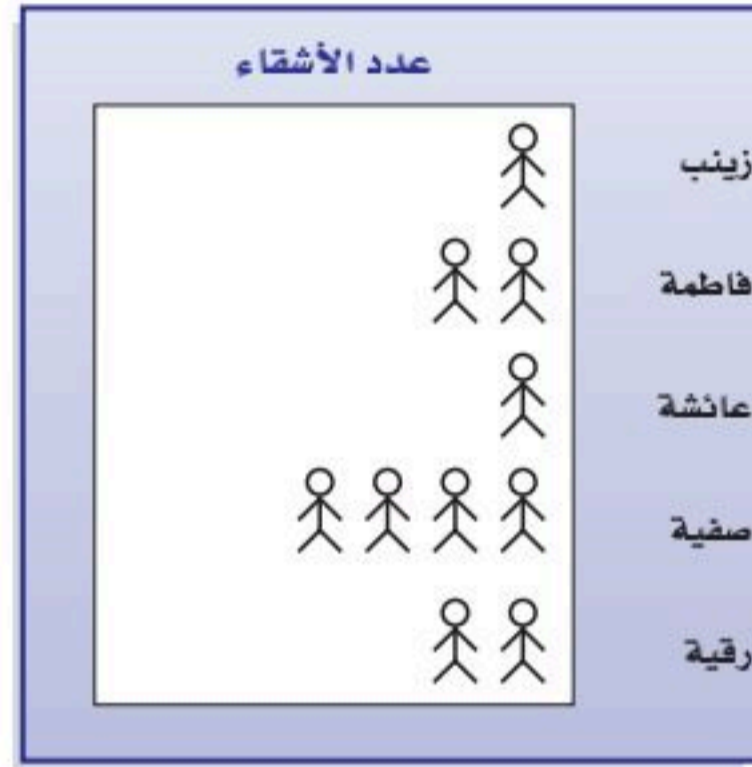 عدد الأشقاء
زينب
فاطمة
عائشة
صفية
رقية